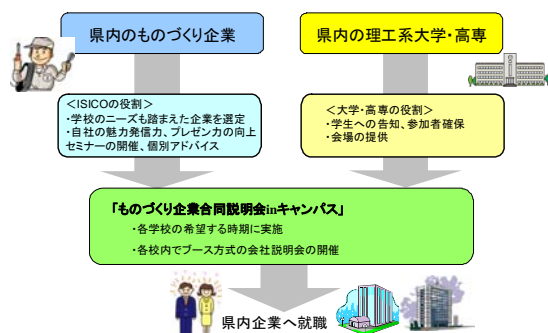 県内のものづくり企業
県内の理工系大学・高専
＜ISICOの役割＞
・学校のニーズも踏まえた企業を選定
・自社の魅力発信力、プレゼン力の向上
セミナーの開催、個別アドバイス
＜大学・高専の役割＞
・学生への告知、参加者確保
・会場の提供
「ものづくり企業合同説明会inキャンパス」
・各学校の希望する時期に実施
・各校内でブース方式の会社説明会の開催
県内企業へ就職